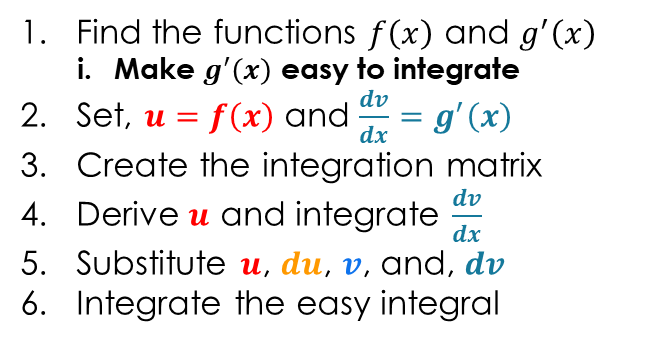 1. Find the functions f(x) and g′(x)
i. Make g′(x) easy to integrate
2. Set, u = f(x) and dv/dx = g′(x)
3. Create the integration matrix
4. Derive u and integrate dv/dx
5. Substitute u, du, v, and, dv
6. Integrate the easy integral